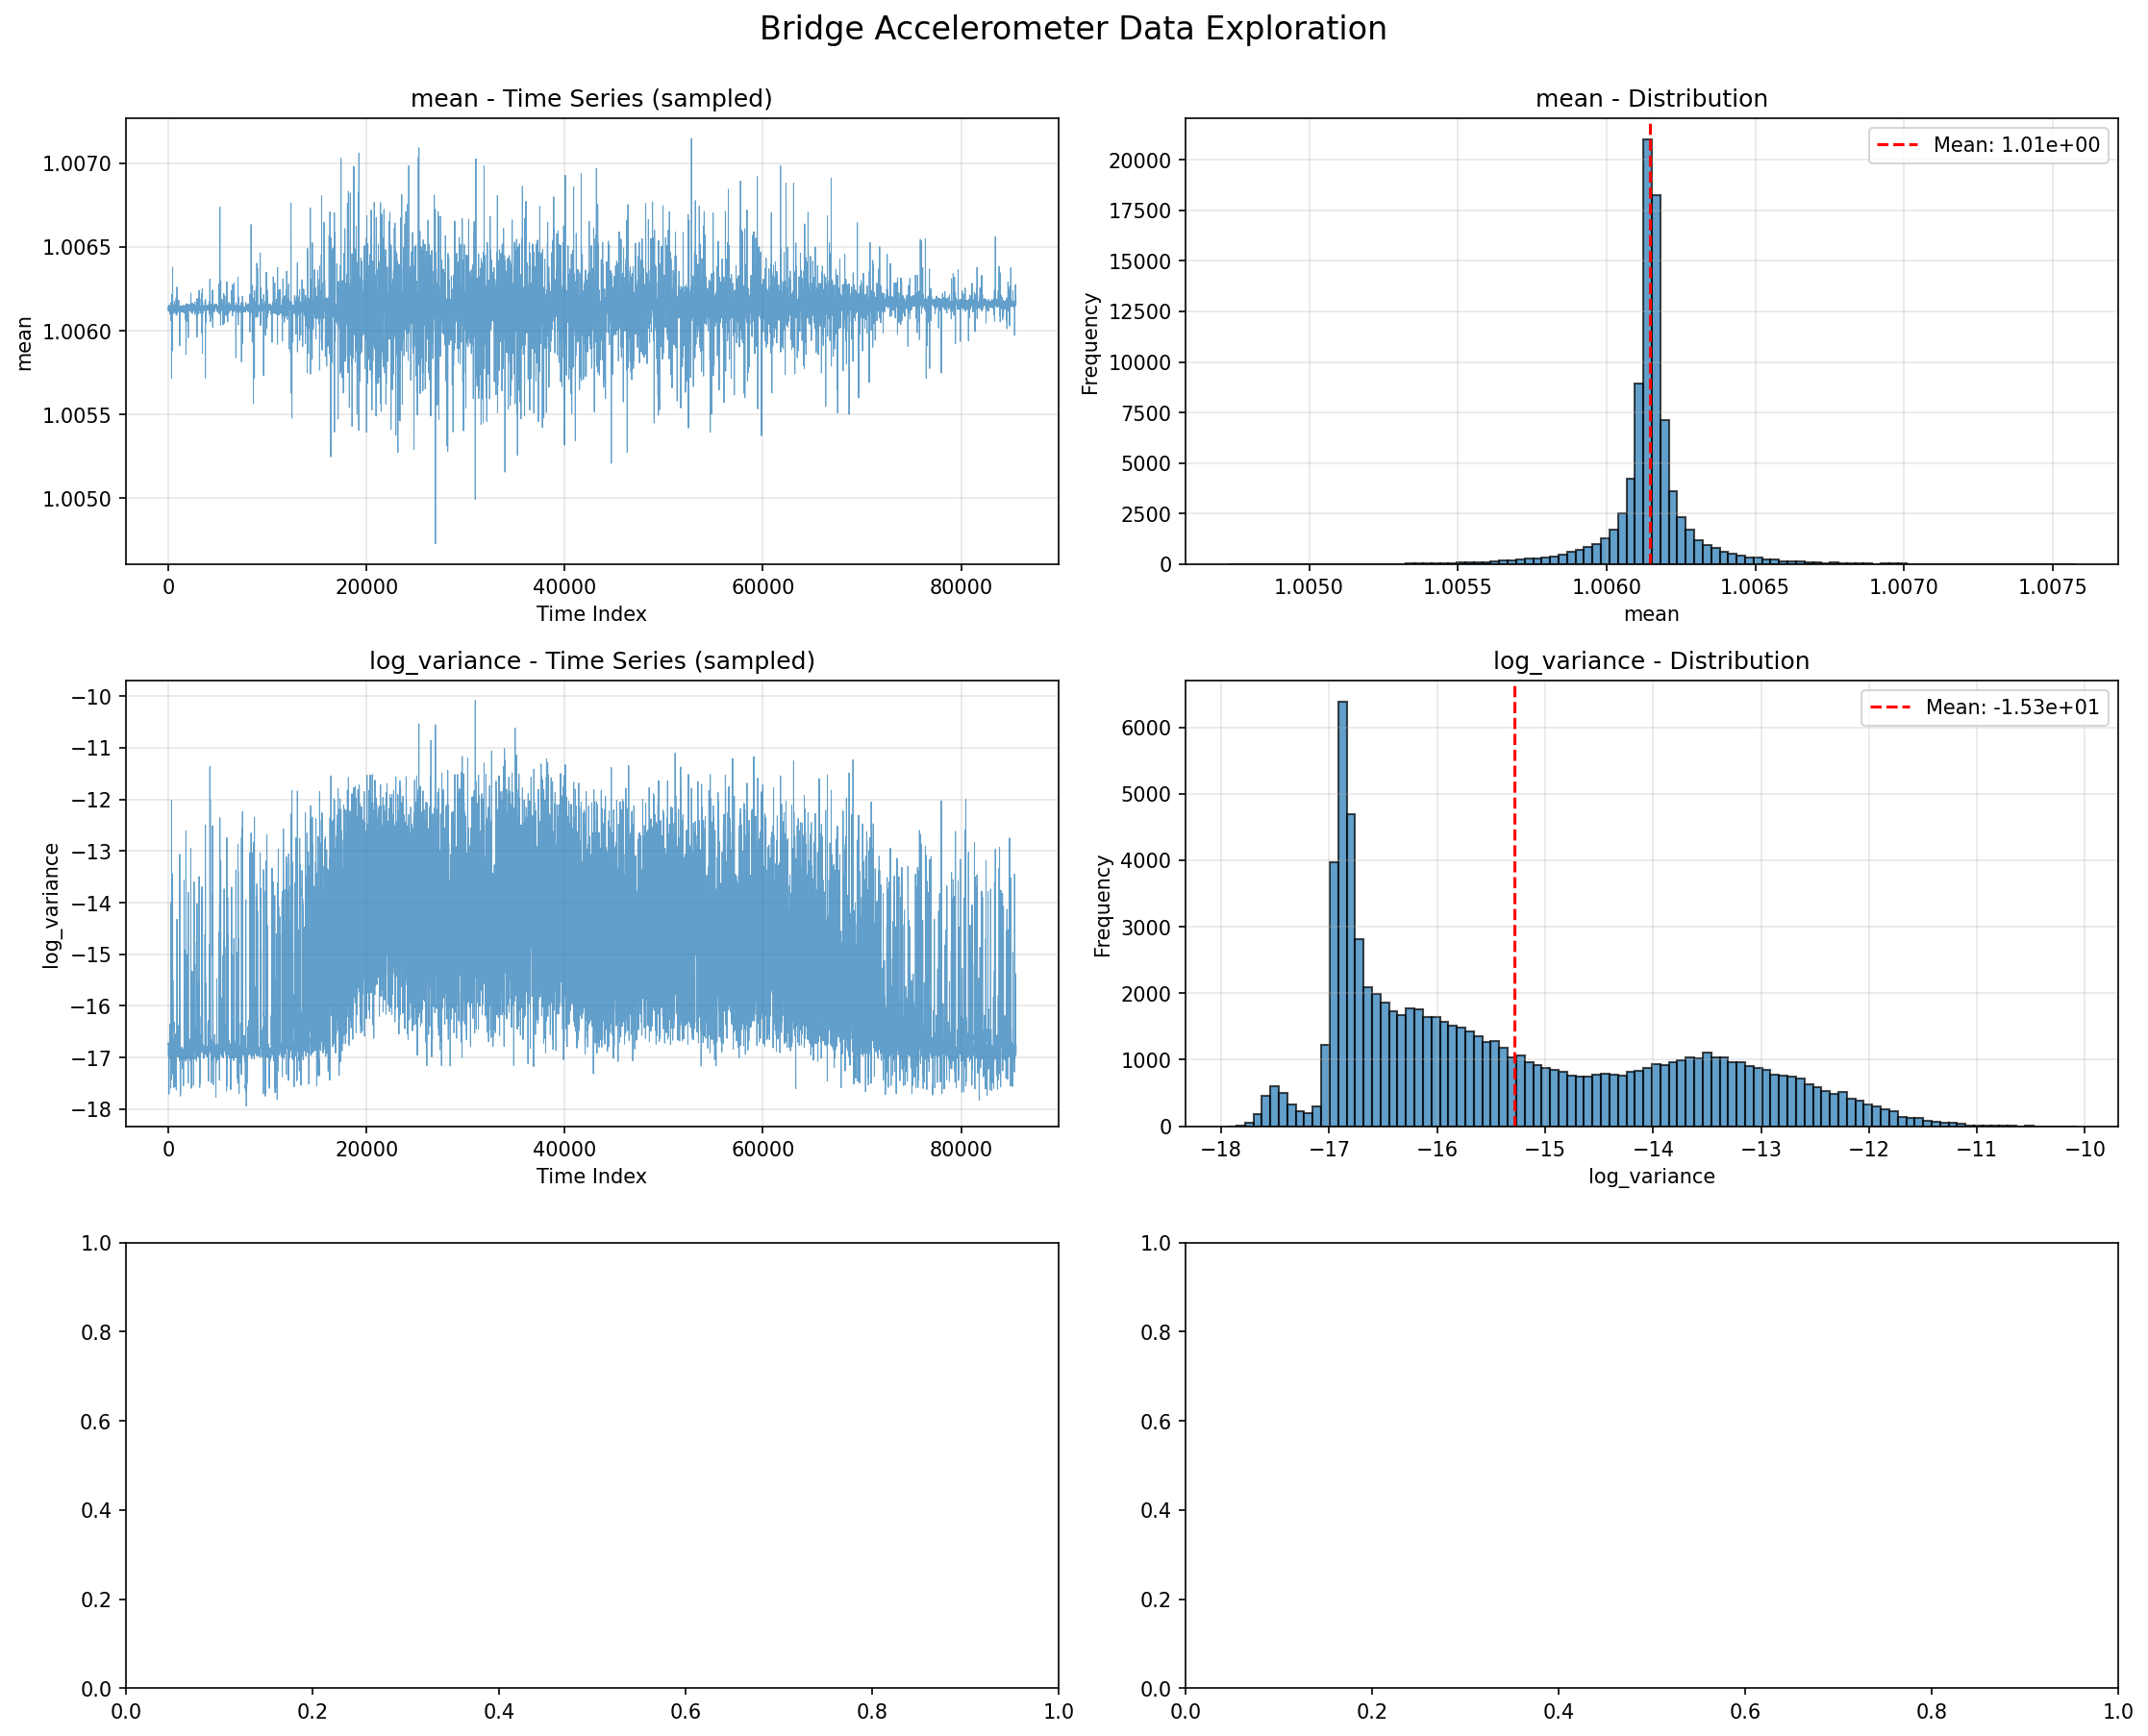 Bridge Accelerometer Data Exploration
mean - Time Series (sampled)
1.0070
1.0065
1.0060
1.0055
1.0050
mean
0 20000 40000 60000 80000
Time Index
mean - Distribution
Mean: 1.01e+00
20000
17500
15000
12500
10000
7500
5000
2500
0
Frequency
1.0050 1.0055 1.0060 1.0065 1.0070 1.0075
mean
log_variance - Time Series (sampled)
−10
−11
−12
−13
−14
−15
−16
−17
−18
log_variance
0 20000 40000 60000 80000
Time Index
log_variance - Distribution
Mean: -1.53e+01
6000
5000
4000
3000
2000
1000
0
Frequency
−18 −17 −16 −15 −14 −13 −12 −11 −10
log_variance
1.0
0.8
0.6
0.4
0.2
0.0
0.0 0.2 0.4 0.6 0.8 1.0
1.0
0.8
0.6
0.4
0.2
0.0
0.0 0.2 0.4 0.6 0.8 1.0